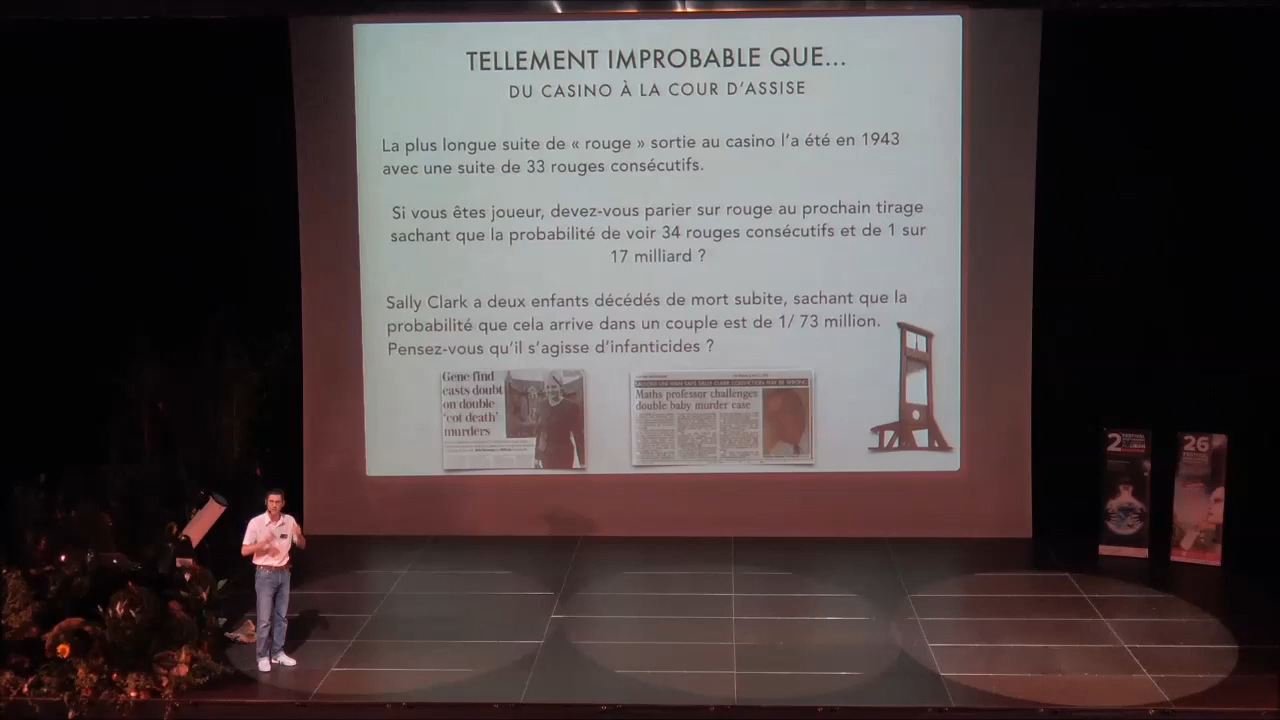 TELLEMENT IMPROBABLE QUE...
DU CASINO À LA COUR D'ASSISE
La plus longue suite de « rouge » sortie au casino l'a été en 1943
avec une suite de 33 rouges consécutifs.
Si vous êtes joueur, devez-vous parier sur rouge au prochain tirage
sachant que la probabilité de voir 34 rouges consécutifs et de 1 sur
17 milliard ?
Sally Clark a deux enfants décédés de mort subite, sachant que la
probabilité que cela arrive dans un couple est de 1/ 73 million.
Pensez-vous qu'il s'agisse d'infanticides ?
Gene find
casts doubt
on double
'cot death'
murders
Maths professor challenges
double baby murder case
2
FESTIVAL
26
FESTIVAL